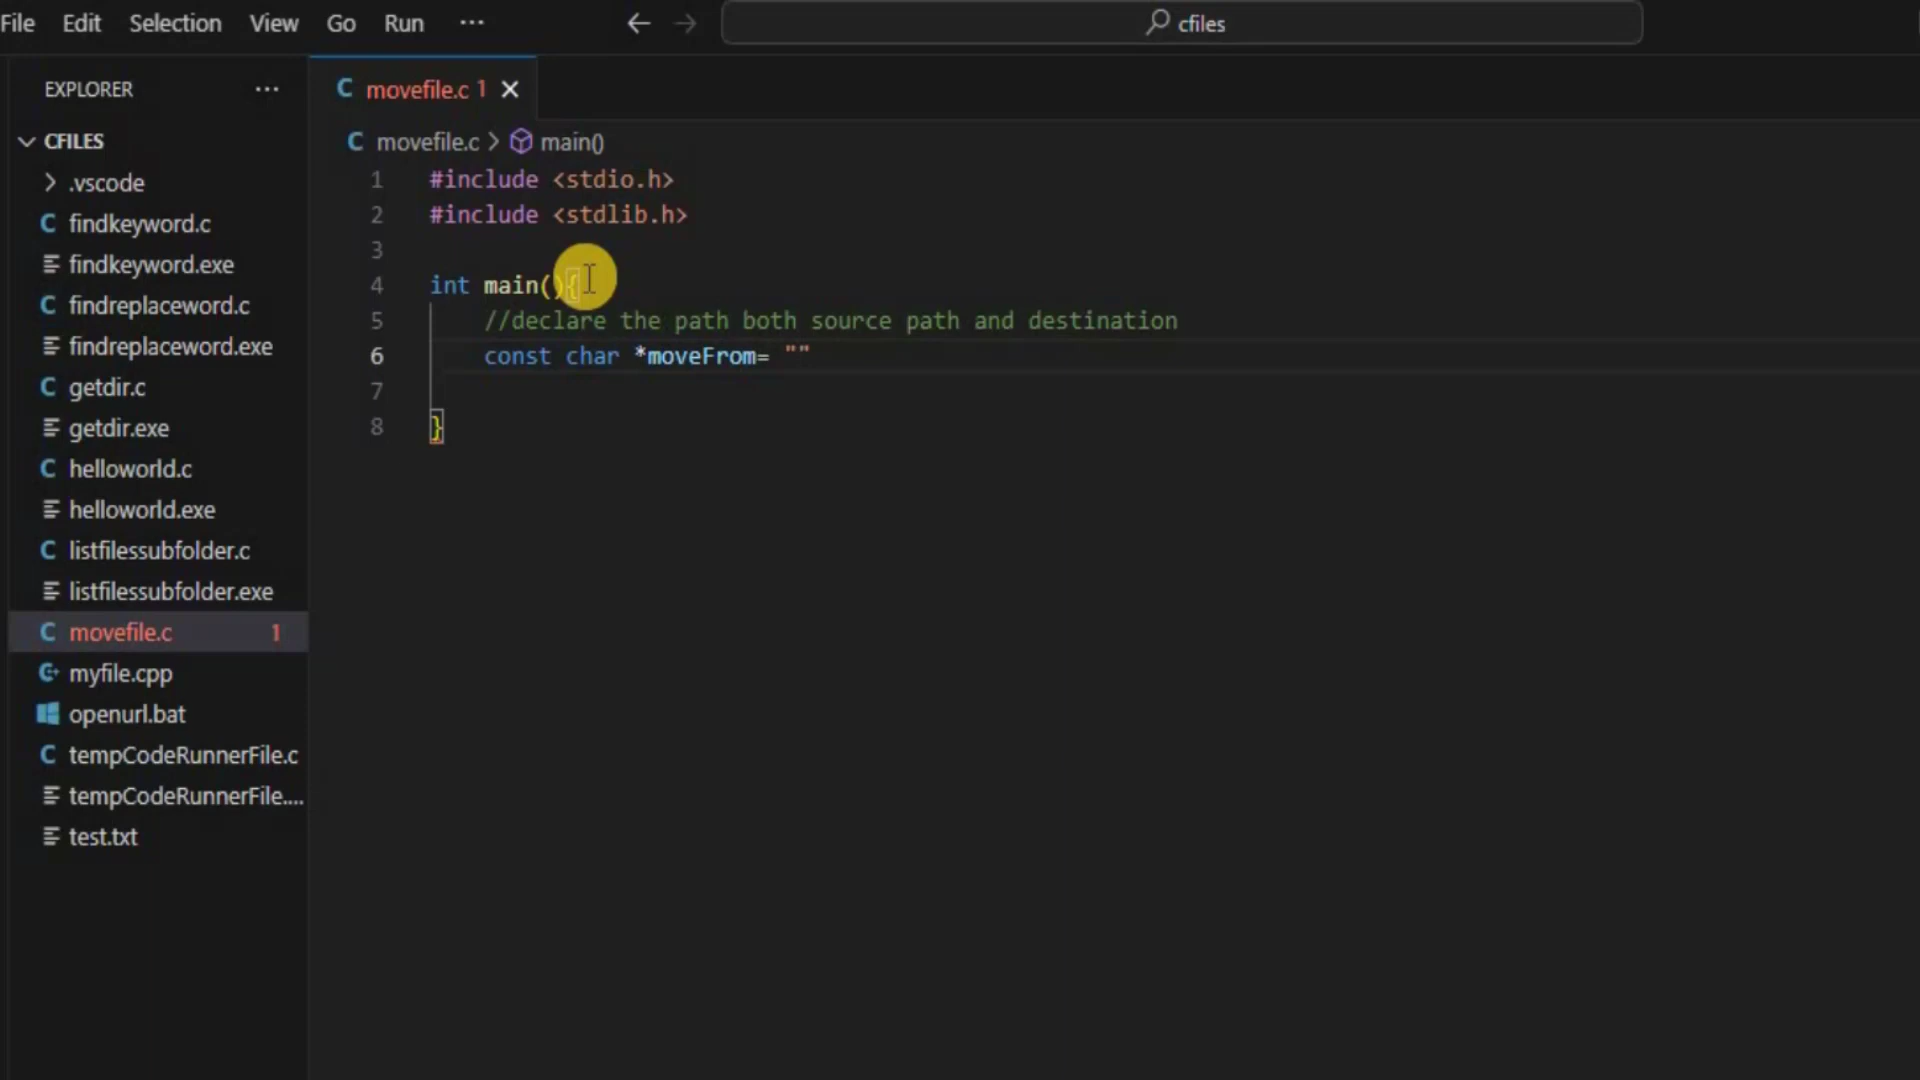 File Edit Selection View Go Run ··· ← → cfiles
EXPLORER ···
CFILES
.vscode
findkeyword.c
findkeyword.exe
findreplaceword.c
findreplaceword.exe
getdir.c
getdir.exe
helloworld.c
helloworld.exe
listfilessubfolder.c
listfilessubfolder.exe
movefile.c 1
myfile.cpp
openurl.bat
tempCodeRunnerFile.c
tempCodeRunnerFile....
test.txt
C movefile.c 1 ×
C movefile.c > main()
1 #include <stdio.h>
2 #include <stdlib.h>
3
4 int main(){
5 //declare the path both source path and destination
6 const char *moveFrom= ""
7
8 }